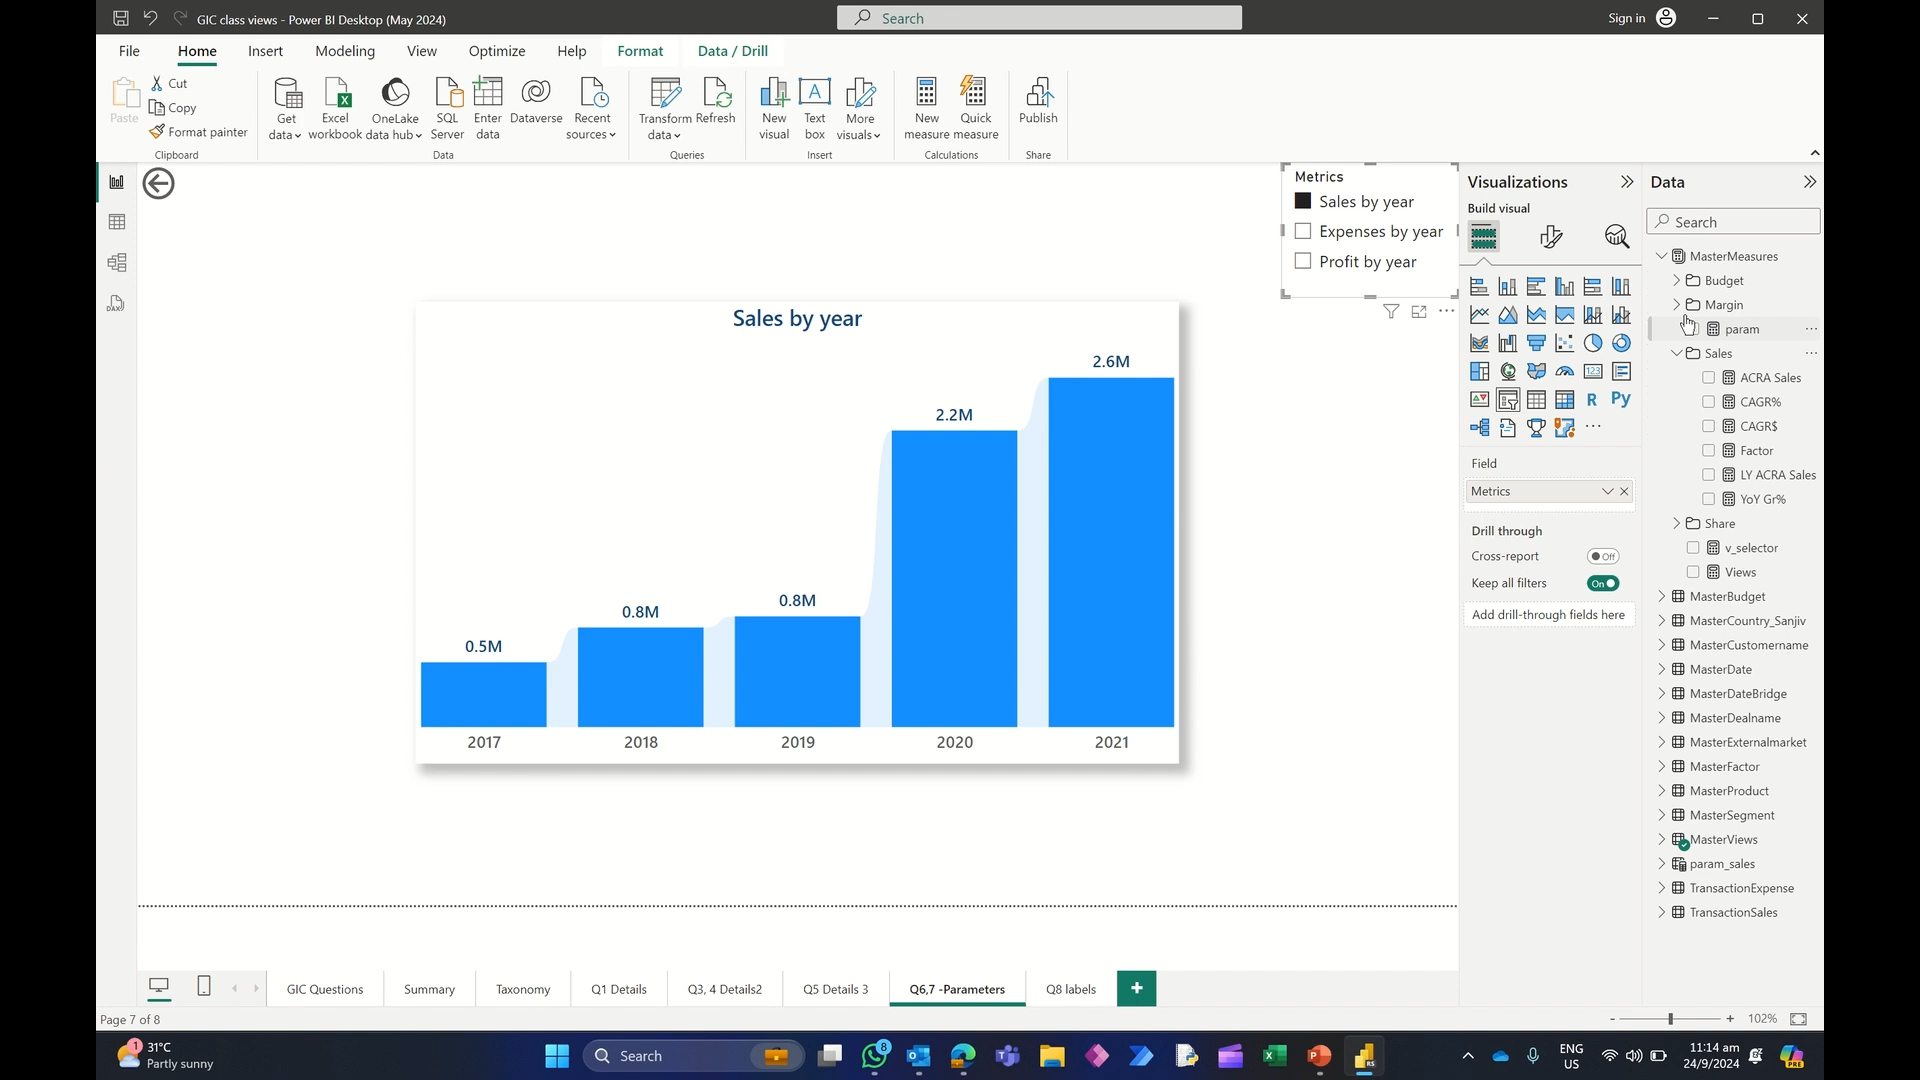 GIC class views - Power BI Desktop (May 2024)
Search
Sign in
File Home Insert Modeling View Optimize Help Format Data / Drill
Paste
Cut
Copy
Format painter
Clipboard
Get data
Excel workbook
OneLake data hub
SQL Server
Enter data
Dataverse
Recent sources
Data
Transform data
Refresh
Queries
New visual
Text box
More visuals
Insert
New measure
Quick measure
Calculations
Publish
Share
Metrics
Sales by year
Expenses by year
Profit by year
Sales by year
0.5M
0.8M
0.8M
2.2M
2.6M
2017 2018 2019 2020 2021
Visualizations
Build visual
123
R
Py
Field
Metrics
Drill through
Cross-report
Off
Keep all filters
On
Add drill-through fields here
Data
Search
MasterMeasures
Budget
Margin
param
Sales
ACRA Sales
CAGR%
CAGR$
Factor
LY ACRA Sales
YoY Gr%
Share
v_selector
Views
MasterBudget
MasterCountry_Sanjiv
MasterCustomername
MasterDate
MasterDateBridge
MasterDealname
MasterExternalmarket
MasterFactor
MasterProduct
MasterSegment
MasterViews
param_sales
TransactionExpense
TransactionSales
GIC Questions Summary Taxonomy Q1 Details Q3, 4 Details2 Q5 Details 3 Q6,7 -Parameters Q8 labels +
Page 7 of 8
- + 102%
1
31°C
Partly sunny
Search
8
ENG
US
11:14 am
24/9/2024
PRE